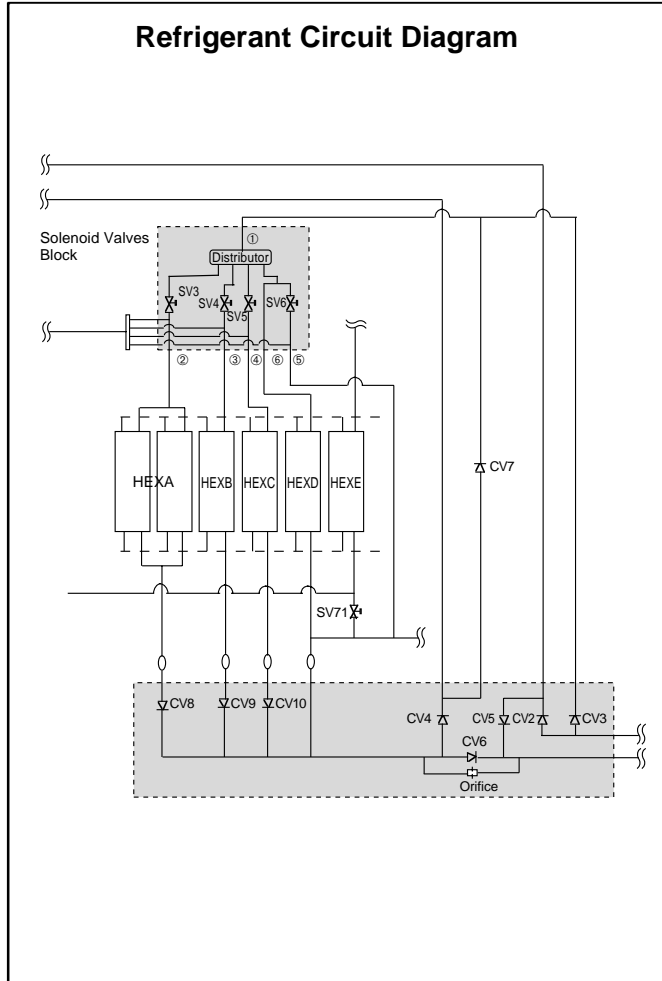 Refrigerant Circuit Diagram
Solenoid Valves
Block
①
Distributor
SV3
SV4
SV5
SV6
②
③
④
⑥
⑤
HEXA
HEXB
HEXC
HEXD
HEXE
CV7
SV71
CV8
CV9
CV10
CV4
CV5
CV2
CV3
CV6
Orifice